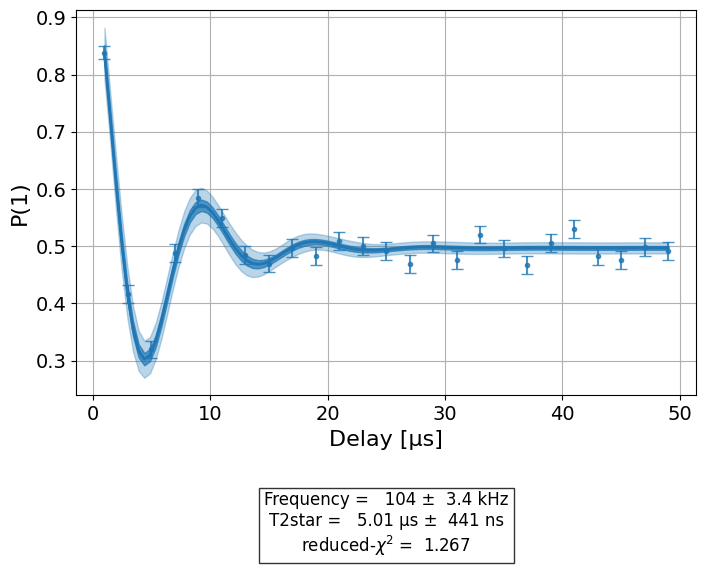 0.9
0.8
0.7
0.6
0.5
0.4
0.3
P(1)
0 10 20 30 40 50
Delay [µs]
Frequency = 104 ± 3.4 kHz
T2star = 5.01 µs ± 441 ns
reduced-χ² = 1.267